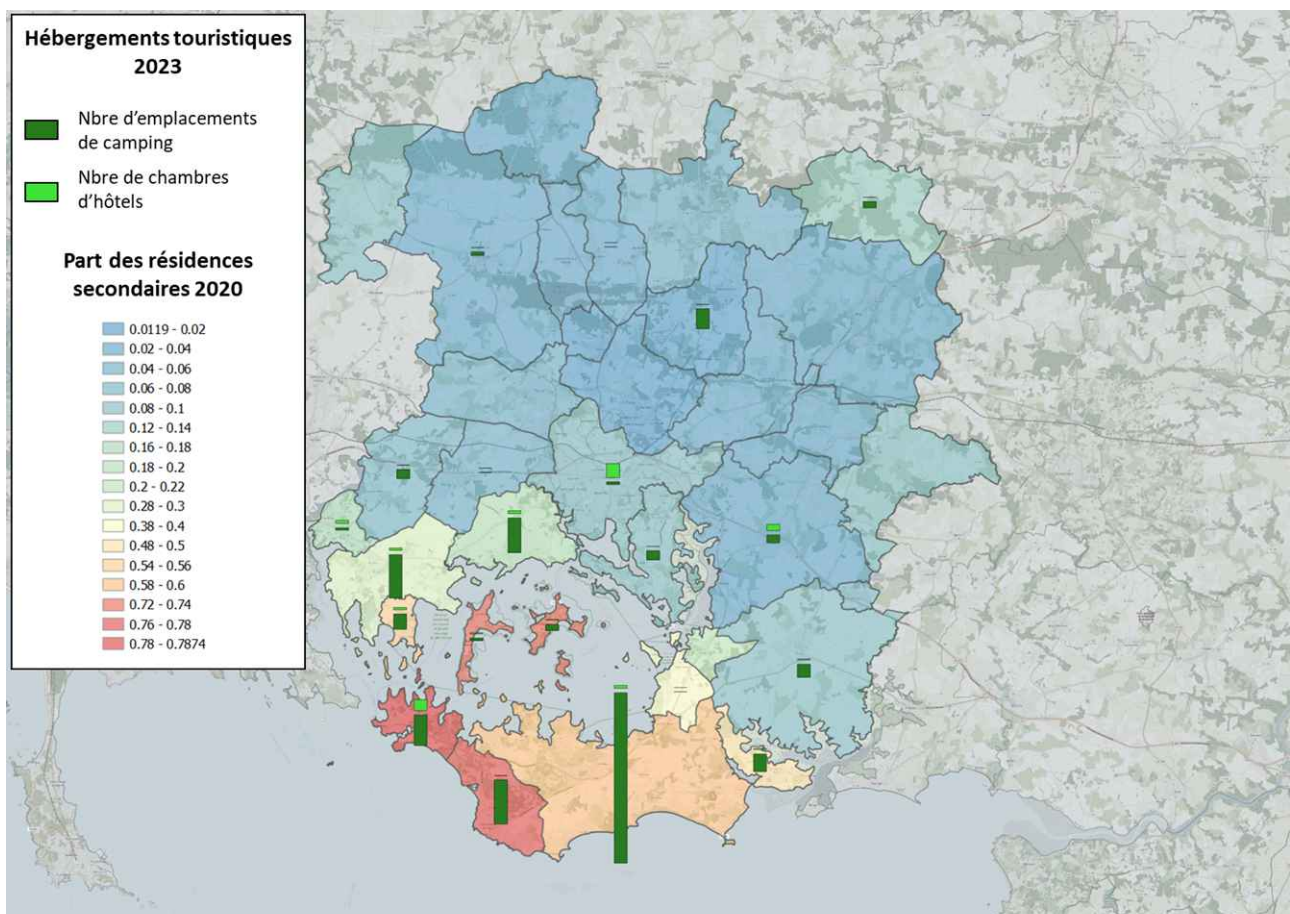 Hébergements touristiques
2023
Nbre d'emplacements
de camping
Nbre de chambres
d'hôtels
Part des résidences
secondaires 2020
0.0119 - 0.02
0.02 - 0.04
0.04 - 0.06
0.06 - 0.08
0.08 - 0.1
0.12 - 0.14
0.16 - 0.18
0.18 - 0.2
0.2 - 0.22
0.28 - 0.3
0.38 - 0.4
0.48 - 0.5
0.54 - 0.56
0.58 - 0.6
0.72 - 0.74
0.76 - 0.78
0.78 - 0.7874